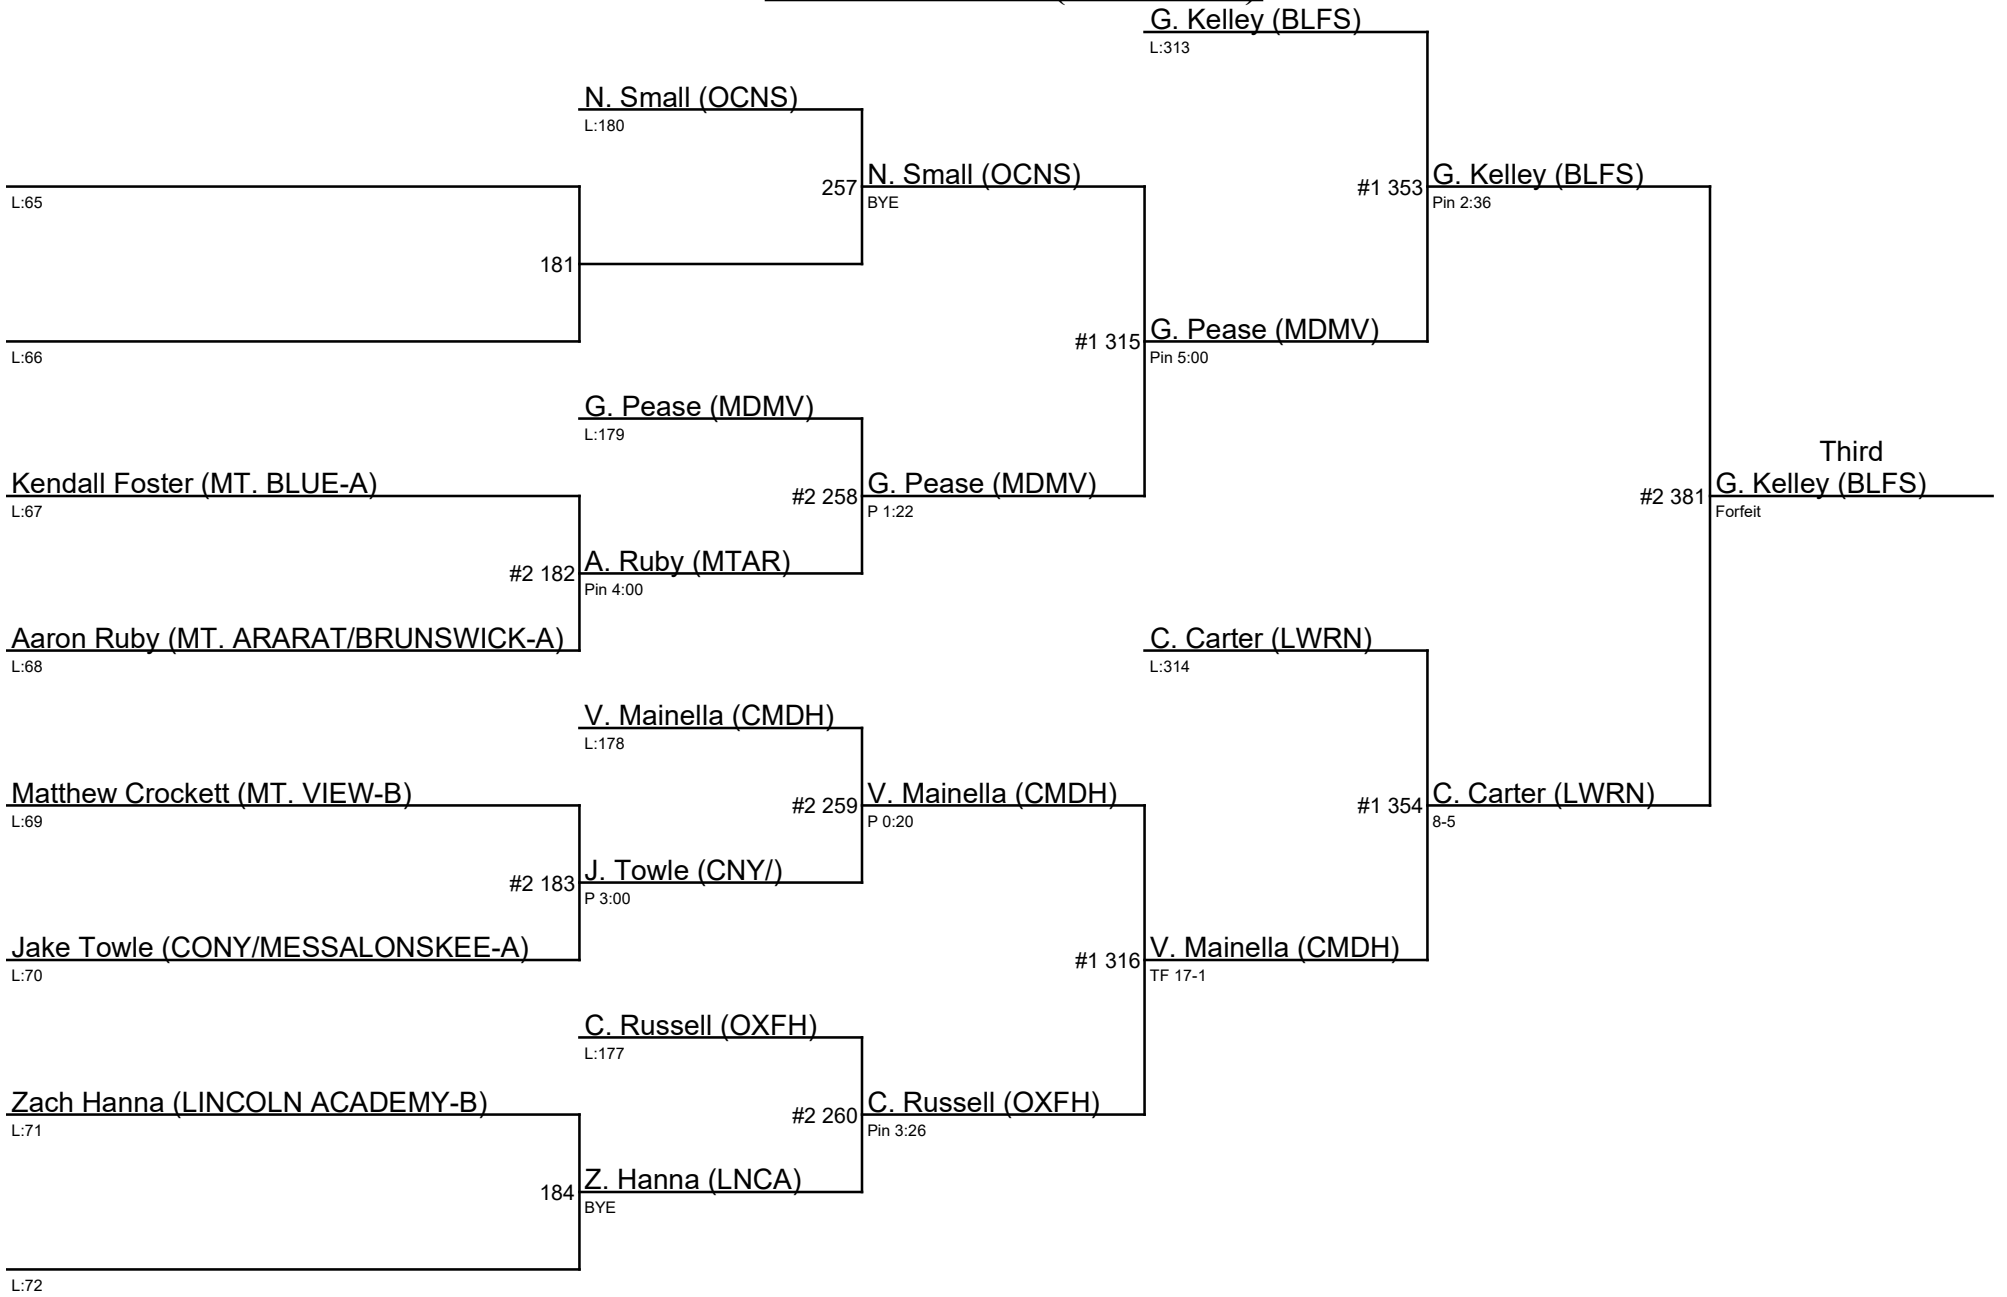 G. Kelley (BLFS)
L:313
N. Small (OCNS)
L:180
257
N. Small (OCNS)
BYE
#1 353
G. Kelley (BLFS)
Pin 2:36
L:65
181
#1 315
G. Pease (MDMV)
Pin 5:00
L:66
G. Pease (MDMV)
L:179
Third
Kendall Foster (MT. BLUE-A)
L:67
#2 258
G. Pease (MDMV)
P 1:22
#2 381
G. Kelley (BLFS)
Forfeit
#2 182
A. Ruby (MTAR)
Pin 4:00
Aaron Ruby (MT. ARARAT/BRUNSWICK-A)
L:68
C. Carter (LWRN)
L:314
V. Mainella (CMDH)
L:178
Matthew Crockett (MT. VIEW-B)
L:69
#2 259
V. Mainella (CMDH)
P 0:20
#1 354
C. Carter (LWRN)
8-5
#2 183
J. Towle (CNY/)
P 3:00
Jake Towle (CONY/MESSALONSKEE-A)
L:70
#1 316
V. Mainella (CMDH)
TF 17-1
C. Russell (OXFH)
L:177
Zach Hanna (LINCOLN ACADEMY-B)
L:71
#2 260
C. Russell (OXFH)
Pin 3:26
184
Z. Hanna (LNCA)
BYE
L:72